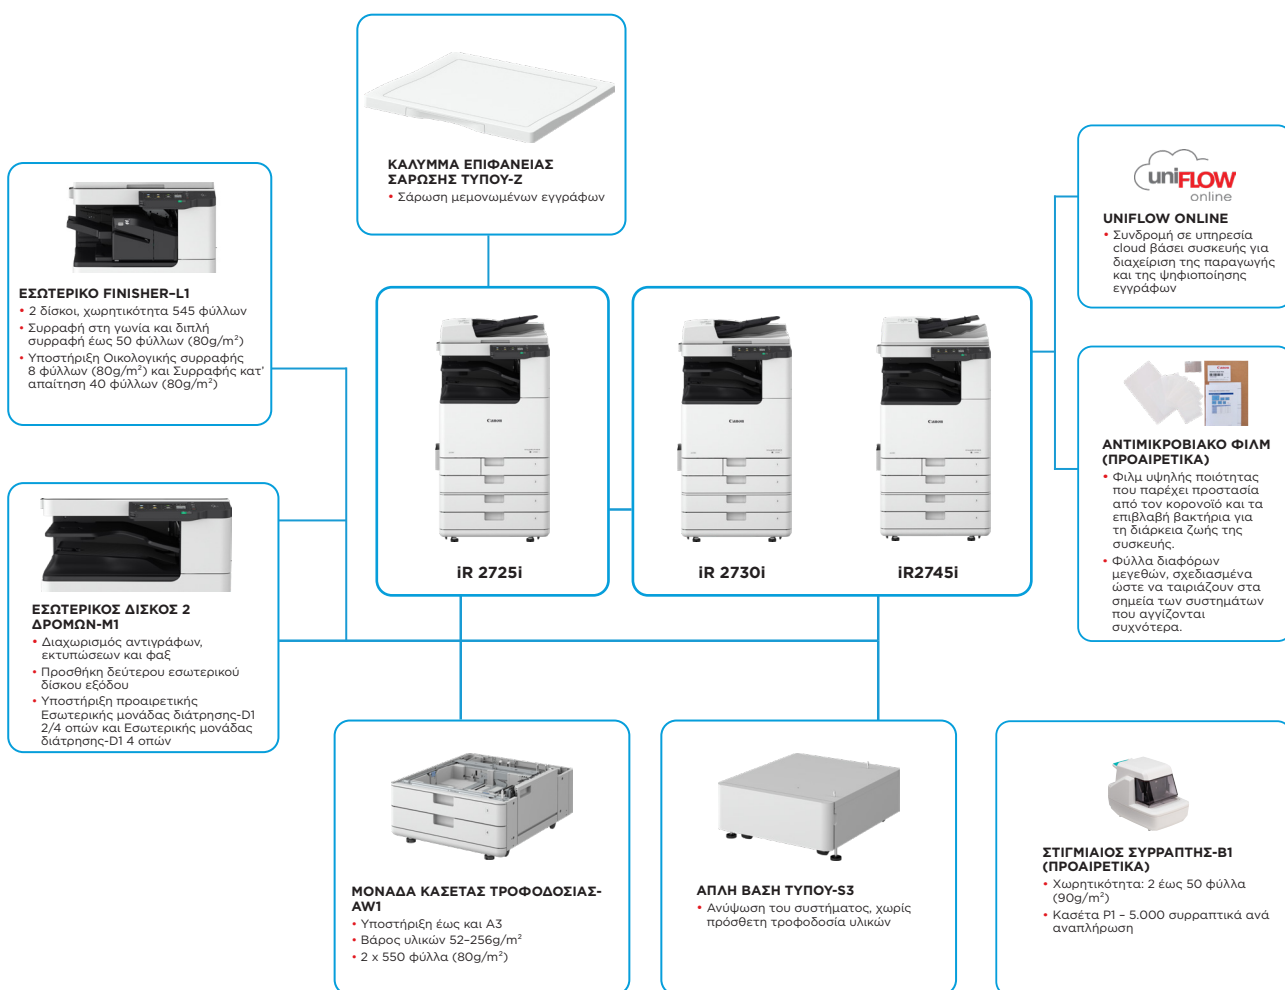 ΚΑΛΥΜΜΑ ΕΠΙΦΑΝΕΙΑΣ
ΣΑΡΩΣΗΣ ΤΥΠΟΥ-Z
• Σάρωση μεμονωμένων εγγράφων
uniFLOW
online
UNIFLOW ONLINE
• Συνδρομή σε υπηρεσία
cloud βάσει συσκευής για
διαχείριση της παραγωγής
και της ψηφιοποίησης
εγγράφων
ΕΣΩΤΕΡΙΚΟ FINISHER-L1
• 2 δίσκοι, χωρητικότητα 545 φύλλων
• Συρραφή στη γωνία και διπλή
συρραφή έως 50 φύλλων (80g/m²)
• Υποστήριξη Οικολογικής συρραφής
8 φύλλων (80g/m²) και Συρραφής κατ'
απαίτηση 40 φύλλων (80g/m²)
Canon
Canon
Canon
iR 2725i
iR 2730i
iR2745i
ΑΝΤΙΜΙΚΡΟΒΙΑΚΟ ΦΙΛΜ
(ΠΡΟΑΙΡΕΤΙΚΑ)
• Φιλμ υψηλής ποιότητας
που παρέχει προστασία
από τον κορονοϊό και τα
επιβλαβή βακτήρια για
τη διάρκεια ζωής της
συσκευής.
• Φύλλα διαφόρων
μεγεθών, σχεδιασμένα
ώστε να ταιριάζουν στα
σημεία των συστημάτων
που αγγίζονται
συχνότερα.
ΕΣΩΤΕΡΙΚΟΣ ΔΙΣΚΟΣ 2
ΔΡΟΜΩΝ-M1
• Διαχωρισμός αντιγράφων,
εκτυπώσεων και φαξ
• Προσθήκη δεύτερου εσωτερικού
δίσκου εξόδου
• Υποστήριξη προαιρετικής
Εσωτερικής μονάδας διάτρησης-D1
2/4 οπών και Εσωτερικής μονάδας
διάτρησης-D1 4 οπών
ΜΟΝΑΔΑ ΚΑΣΕΤΑΣ ΤΡΟΦΟΔΟΣΙΑΣ-
AW1
• Υποστήριξη έως και A3
• Βάρος υλικών 52–256g/m²
• 2 x 550 φύλλα (80g/m²)
ΑΠΛΗ ΒΑΣΗ ΤΥΠΟΥ-S3
• Ανύψωση του συστήματος, χωρίς
πρόσθετη τροφοδοσία υλικών
ΣΤΙΓΜΙΑΙΟΣ ΣΥΡΡΑΠΤΗΣ-B1
(ΠΡΟΑΙΡΕΤΙΚΑ)
• Χωρητικότητα: 2 έως 50 φύλλα
(90g/m²)
• Κασέτα P1 – 5.000 συρραπτικά ανά
αναπλήρωση